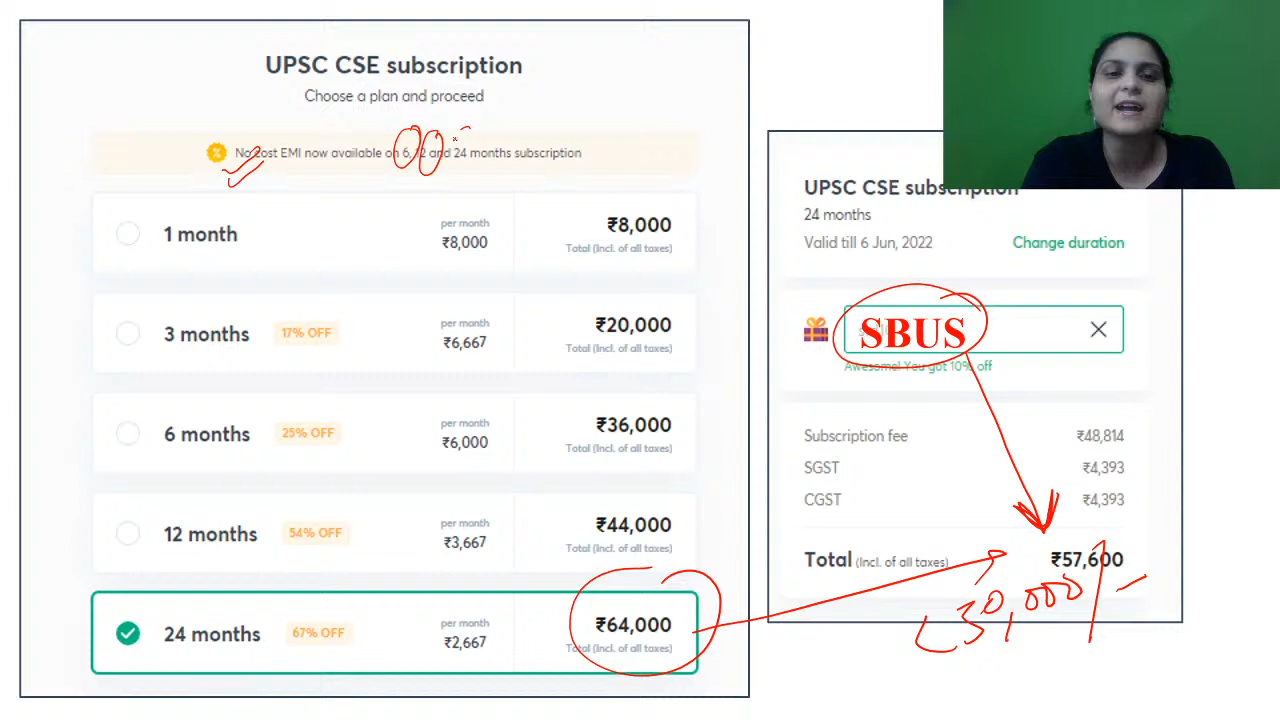 UPSC CSE subscription
Choose a plan and proceed
No cost EMI now available on 6, 12 and 24 months subscription
1 month
per month
₹8,000
₹8,000
Total (Incl. of all taxes)
3 months
17% OFF
per month
₹6,667
₹20,000
Total (Incl. of all taxes)
6 months
25% OFF
per month
₹6,000
₹36,000
Total (Incl. of all taxes)
12 months
54% OFF
per month
₹3,667
₹44,000
Total (Incl. of all taxes)
24 months
67% OFF
per month
₹2,667
₹64,000
Total (Incl. of all taxes)
UPSC CSE subscription
24 months
Valid till 6 Jun, 2022
Change duration
SBUS
Awesome! You got 10% off
Subscription fee ₹48,814
SGST ₹4,393
CGST ₹4,393
Total (Incl. of all taxes) ₹57,600
<30,000/-